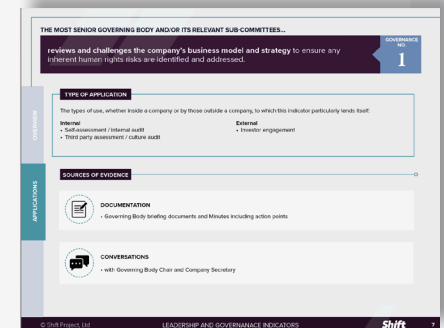 THE MOST SENIOR GOVERNING BODY AND/OR ITS RELEVANT SUB-COMMITTEES...
reviews and challenges the company's business model and strategy to ensure any
inherent human rights risks are identified and addressed.
GOVERNANCE
NO.
1
OVERVIEW
APPLICATIONS
TYPE OF APPLICATION
The types of use, whether inside a company or by those outside a company, to which this indicator particularly lends itself:
Internal
• Self-assessment / internal audit
• Third party assessment / culture audit
External
• Investor engagement
SOURCES OF EVIDENCE
DOCUMENTATION
• Governing Body briefing documents and Minutes including action points
CONVERSATIONS
• with Governing Body Chair and Company Secretary
© Shift Project, Ltd
LEADERSHIP AND GOVERNANANCE INDICATORS
Shift
7